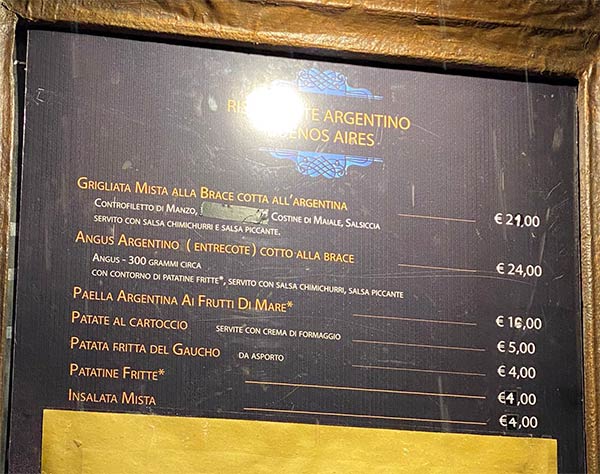 RISTORANTE ARGENTINO
BUENOS AIRES
GRIGLIATA MISTA ALLA BRACE COTTA ALL'ARGENTINA
CONTROFILETTO DI MANZO, COSTINE DI MAIALE, SALSICCIA € 21,00
SERVITO CON SALSA CHIMICHURRI E SALSA PICCANTE.
ANGUS ARGENTINO ( ENTRECOTE ) COTTO ALLA BRACE
ANGUS - 300 GRAMMI CIRCA € 24,00
CON CONTORNO DI PATATINE FRITTE*, SERVITO CON SALSA CHIMICHURRI, SALSA PICCANTE
PAELLA ARGENTINA AI FRUTTI DI MARE* € 16,00
PATATE AL CARTOCCIO SERVITE CON CREMA DI FORMAGGIO € 5,00
PATATA FRITTA DEL GAUCHO DA ASPORTO € 4,00
PATATINE FRITTE* €4,00
INSALATA MISTA €4,00